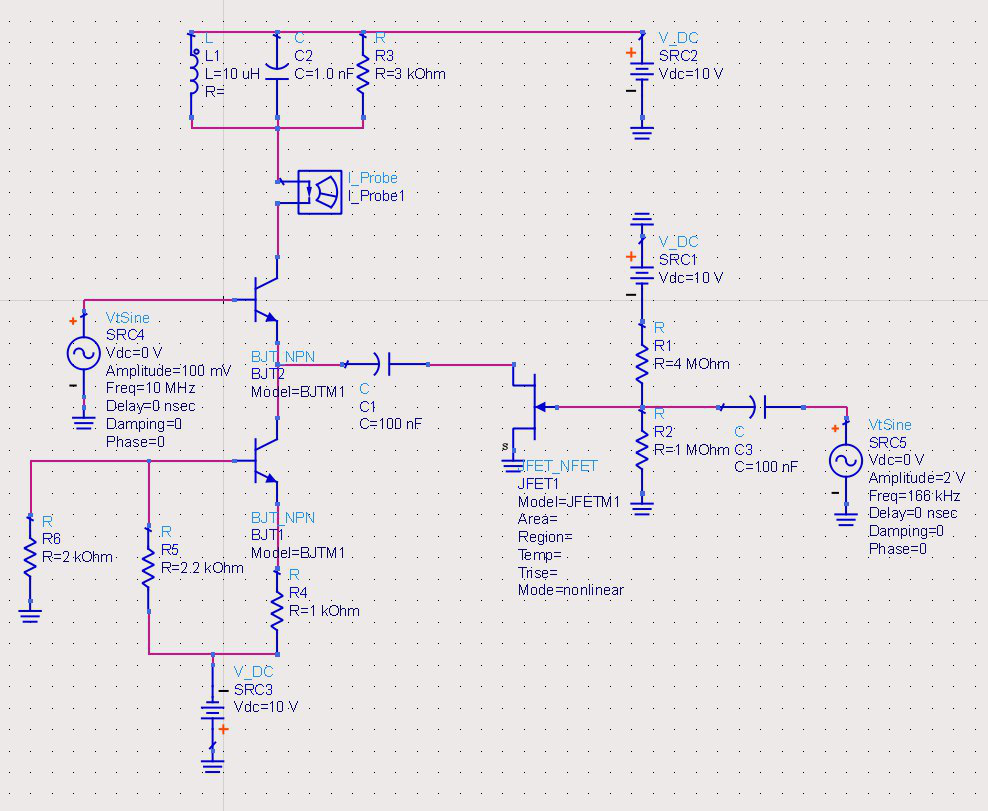 L
L1
L=10 uH
R=
C
C2
C=1.0 nF
R
R3
R=3 kOhm
V_DC
SRC2
Vdc=10 V
I_Probe
I_Probe1
V_DC
SRC1
Vdc=10 V
VtSine
SRC4
Vdc=0 V
Amplitude=100 mV
Freq=10 MHz
Delay=0 nsec
Damping=0
Phase=0
BJT_NPN
BJT2
Model=BJTM1
C
C1
C=100 nF
R
R1
R=4 MOhm
R
R2
R=1 MOhm
C
C3
C=100 nF
VtSine
SRC5
Vdc=0 V
Amplitude=2 V
Freq=166 kHz
Delay=0 nsec
Damping=0
Phase=0
S
JFET_NFET
JFET1
Model=JFETM1
Area=
Region=
Temp=
Trise=
Mode=nonlinear
BJT_NPN
BJT1
Model=BJTM1
R
R6
R=2 kOhm
R
R5
R=2.2 kOhm
R
R4
R=1 kOhm
V_DC
SRC3
Vdc=10 V